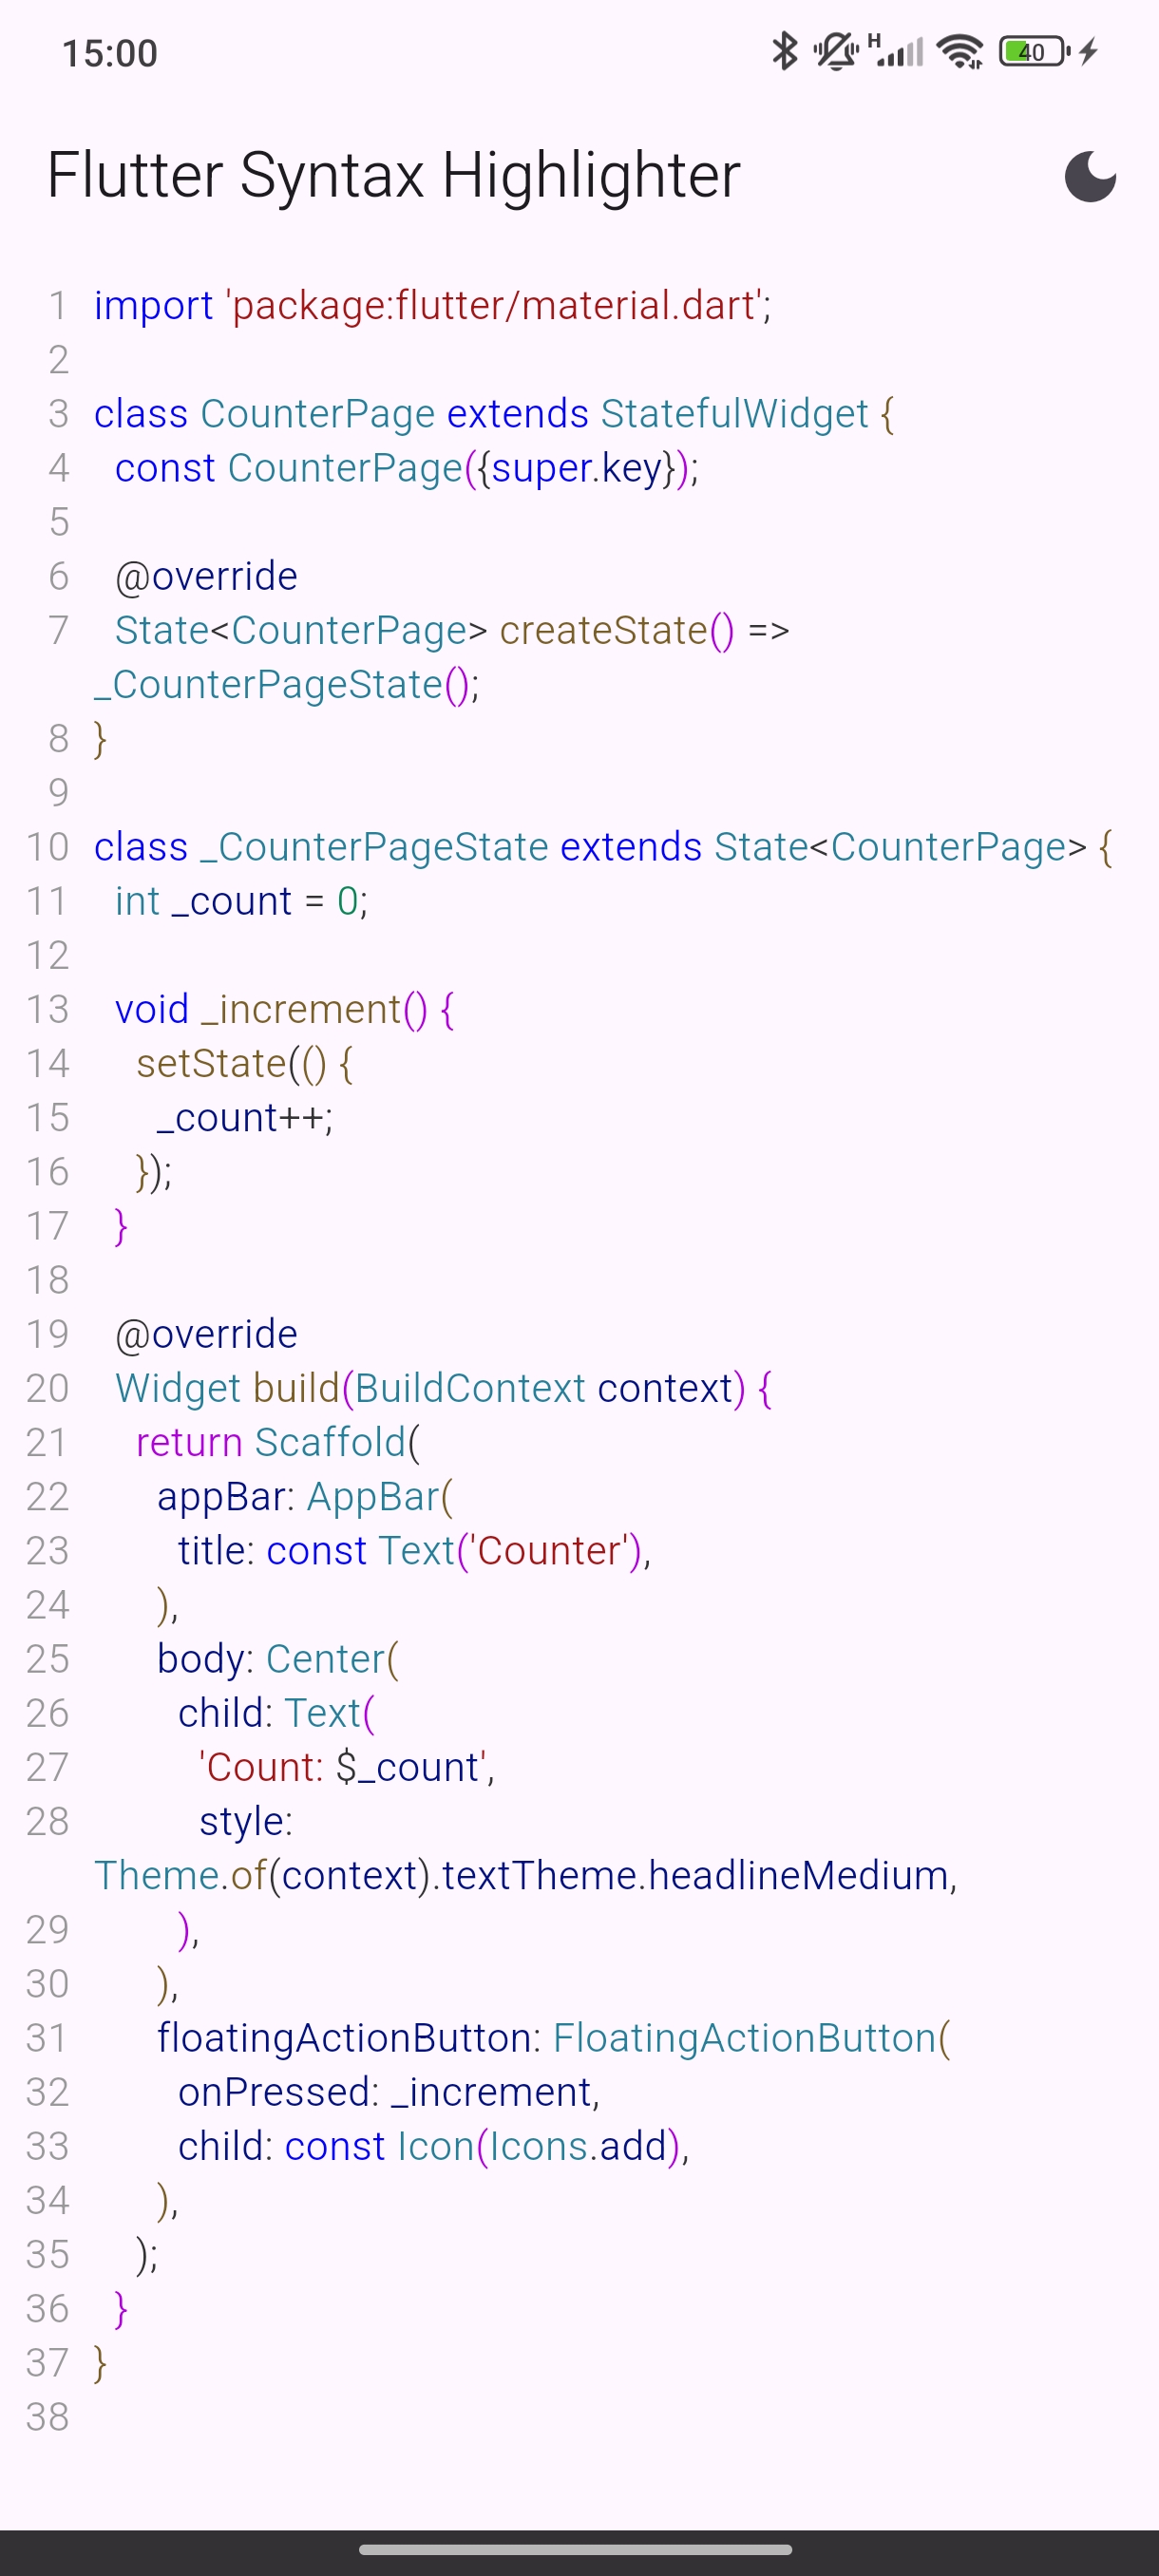 15:00
H
40
Flutter Syntax Highlighter
1 import 'package:flutter/material.dart';
2
3 class CounterPage extends StatefulWidget {
4   const CounterPage({super.key});
5
6   @override
7   State<CounterPage> createState() =>
_CounterPageState();
8 }
9
10 class _CounterPageState extends State<CounterPage> {
11   int _count = 0;
12
13   void _increment() {
14     setState(() {
15       _count++;
16     });
17   }
18
19   @override
20   Widget build(BuildContext context) {
21     return Scaffold(
22       appBar: AppBar(
23         title: const Text('Counter'),
24       ),
25       body: Center(
26         child: Text(
27           'Count: $_count',
28           style:
Theme.of(context).textTheme.headlineMedium,
29         ),
30       ),
31       floatingActionButton: FloatingActionButton(
32         onPressed: _increment,
33         child: const Icon(Icons.add),
34       ),
35     );
36   }
37 }
38